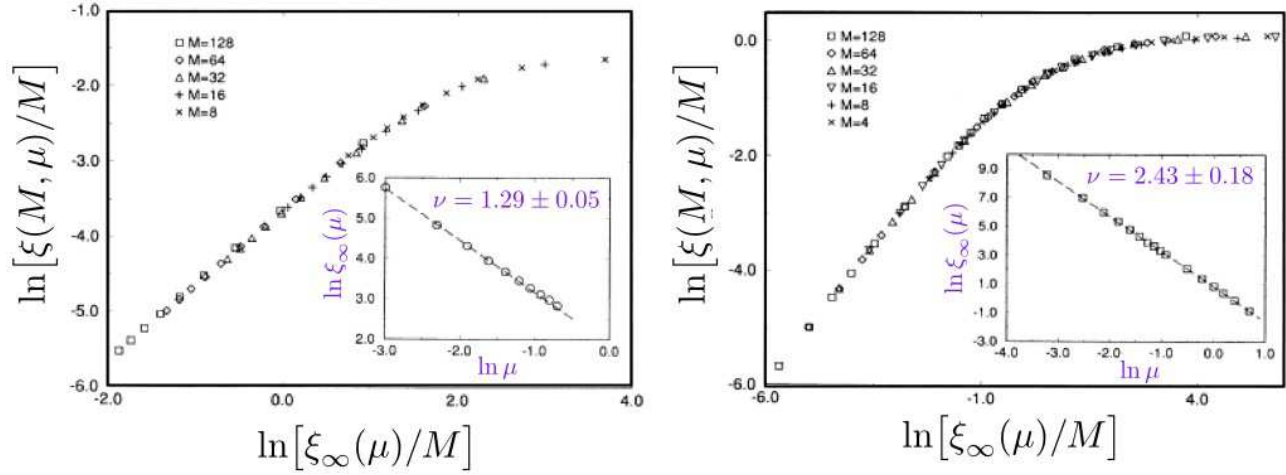 -1.0
□ M=128
◇ M=64
△ M=32
+ M=16
× M=8
-2.0
-3.0
-4.0
-5.0
-6.0
-2.0 0.0 2.0 4.0
ln[ξ(M, μ)/M]
ln[ξ∞(μ)/M]
6.0
5.0
4.0
3.0
2.0
-3.0 -2.0 -1.0 0.0
ν = 1.29 ± 0.05
ln ξ∞(μ)
ln μ
0.0
□ M=128
◇ M=64
△ M=32
▽ M=16
+ M=8
× M=4
-2.0
-4.0
-6.0
-6.0 -1.0 4.0
ln[ξ(M, μ)/M]
ln[ξ∞(μ)/M]
9.0
7.0
5.0
3.0
1.0
-1.0
-3.0
-4.0 -3.0 -2.0 -1.0 0.0 1.0
ν = 2.43 ± 0.18
ln ξ∞(μ)
ln μ